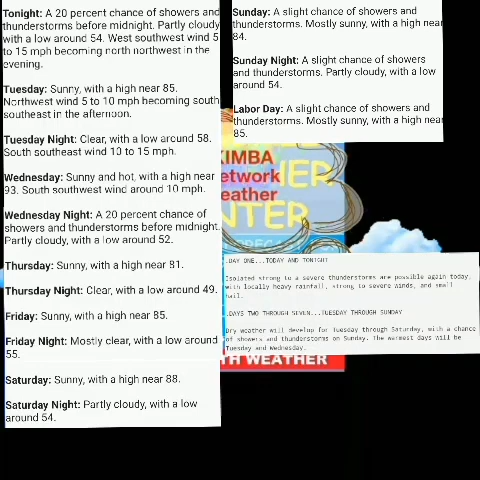 Tonight: A 20 percent chance of showers and
thunderstorms before midnight. Partly cloudy,
with a low around 54. West southwest wind 5
to 15 mph becoming north northwest in the
evening.
Tuesday: Sunny, with a high near 85.
Northwest wind 5 to 10 mph becoming south
southeast in the afternoon.
Tuesday Night: Clear, with a low around 58.
South southeast wind 10 to 15 mph.
Wednesday: Sunny and hot, with a high near
93. South southwest wind around 10 mph.
Wednesday Night: A 20 percent chance of
showers and thunderstorms before midnight.
Partly cloudy, with a low around 52.
Thursday: Sunny, with a high near 81.
Thursday Night: Clear, with a low around 49.
Friday: Sunny, with a high near 85.
Friday Night: Mostly clear, with a low around
55.
Saturday: Sunny, with a high near 88.
Saturday Night: Partly cloudy, with a low
around 54.
Sunday: A slight chance of showers and
thunderstorms. Mostly sunny, with a high near
84.
Sunday Night: A slight chance of showers
and thunderstorms. Partly cloudy, with a low
around 54.
Labor Day: A slight chance of showers and
thunderstorms. Mostly sunny, with a high near
85.
KIMBA
etwork
eather
NTER
.DAY ONE...TODAY AND TONIGHT
Isolated strong to a severe thunderstorms are possible again today,
with locally heavy rainfall, strong to severe winds, and small
hail.
.DAYS TWO THROUGH SEVEN...TUESDAY THROUGH SUNDAY
Dry weather will develop for Tuesday through Saturday, with a chance
of showers and thunderstorms on Sunday. The warmest days will be
Tuesday and Wednesday.
TH WEATHER